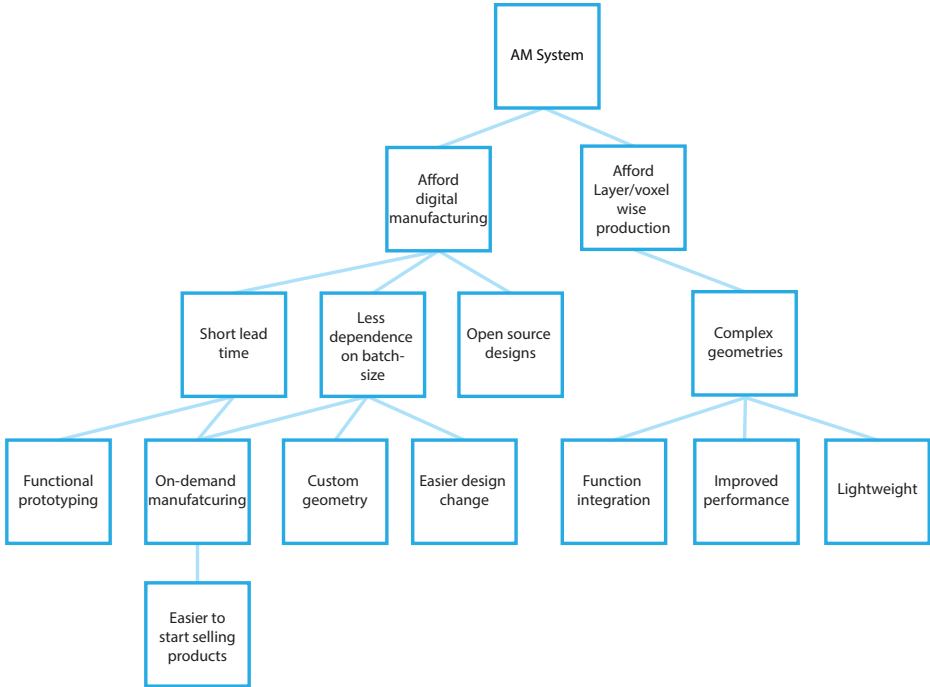 AM System
Afford
digital
manufacturing
Afford
Layer/voxel
wise
production
Short lead
time
Less
dependence
on batch-
size
Open source
designs
Complex
geometries
Functional
prototyping
On-demand
manufatcuring
Custom
geometry
Easier design
change
Function
integration
Improved
performance
Lightweight
Easier to
start selling
products